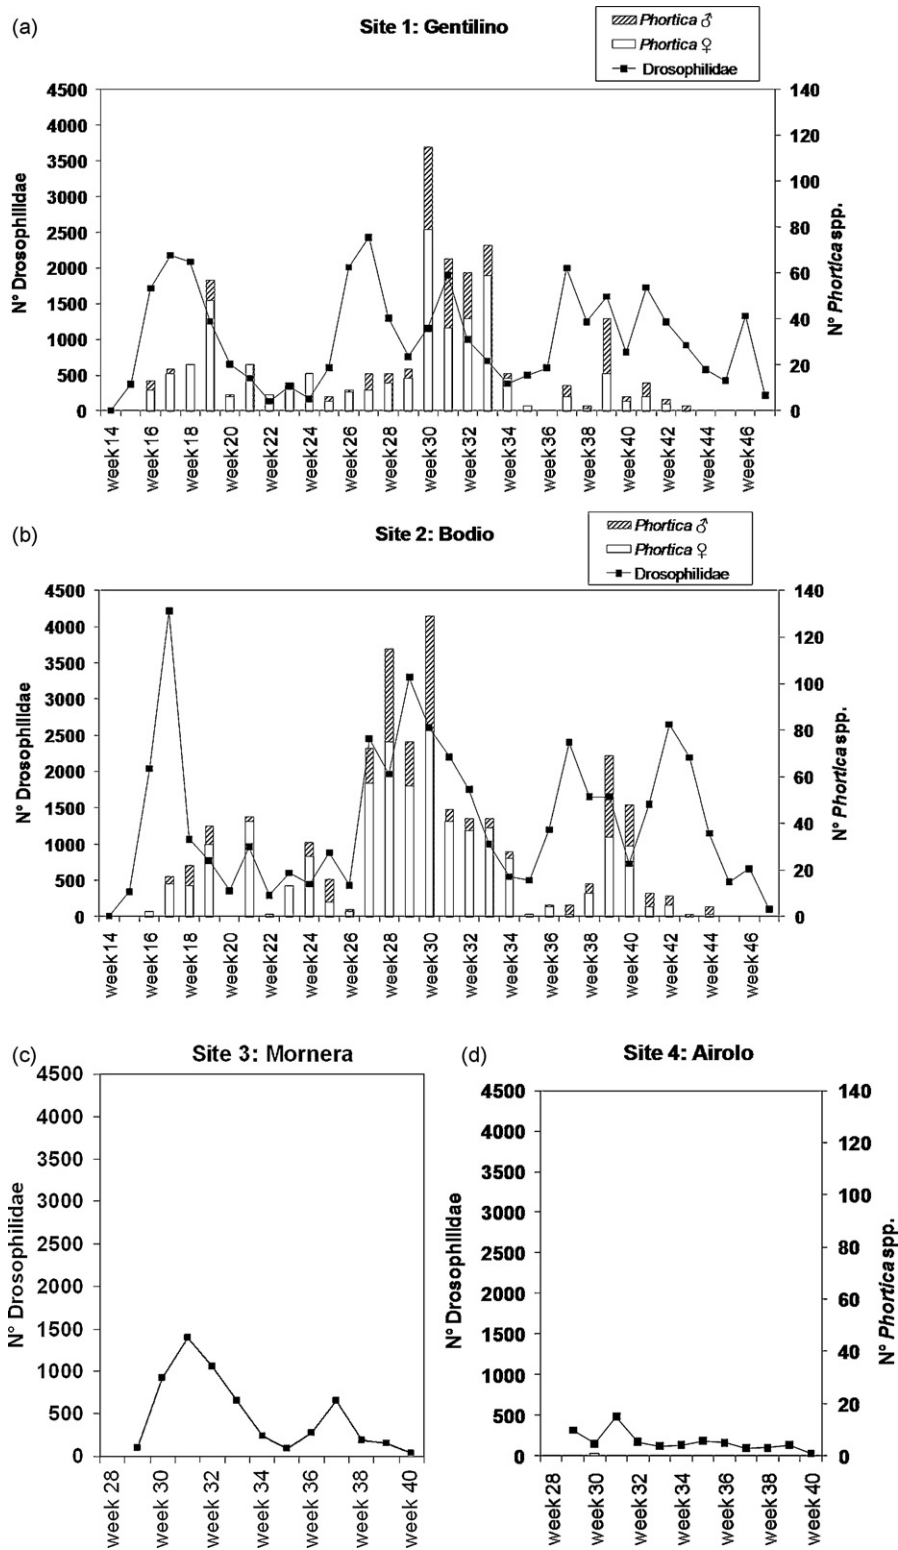 (a)
Site 1: Gentilino
Phortica ♂
Phortica ♀
Drosophilidae
4500
4000
3500
3000
2500
2000
1500
1000
500
0
N° Drosophilidae
140
120
100
80
60
40
20
0
N° Phortica spp.
week14
week16
week18
week20
week22
week24
week26
week28
week30
week32
week34
week36
week38
week40
week42
week44
week46
(b)
Site 2: Bodio
Phortica ♂
Phortica ♀
Drosophilidae
4500
4000
3500
3000
2500
2000
1500
1000
500
0
N° Drosophilidae
140
120
100
80
60
40
20
0
N° Phortica spp.
week14
week16
week18
week20
week22
week24
week26
week28
week30
week32
week34
week36
week38
week40
week42
week44
week46
(c)
Site 3: Mornera
4500
4000
3500
3000
2500
2000
1500
1000
500
0
N° Drosophilidae
week 28
week 30
week 32
week 34
week 36
week 38
week 40
(d)
Site 4: Airolo
4500
4000
3500
3000
2500
2000
1500
1000
500
0
N° Drosophilidae
140
120
100
80
60
40
20
0
N° Phortica spp.
week 28
week 30
week 32
week 34
week 36
week 38
week 40